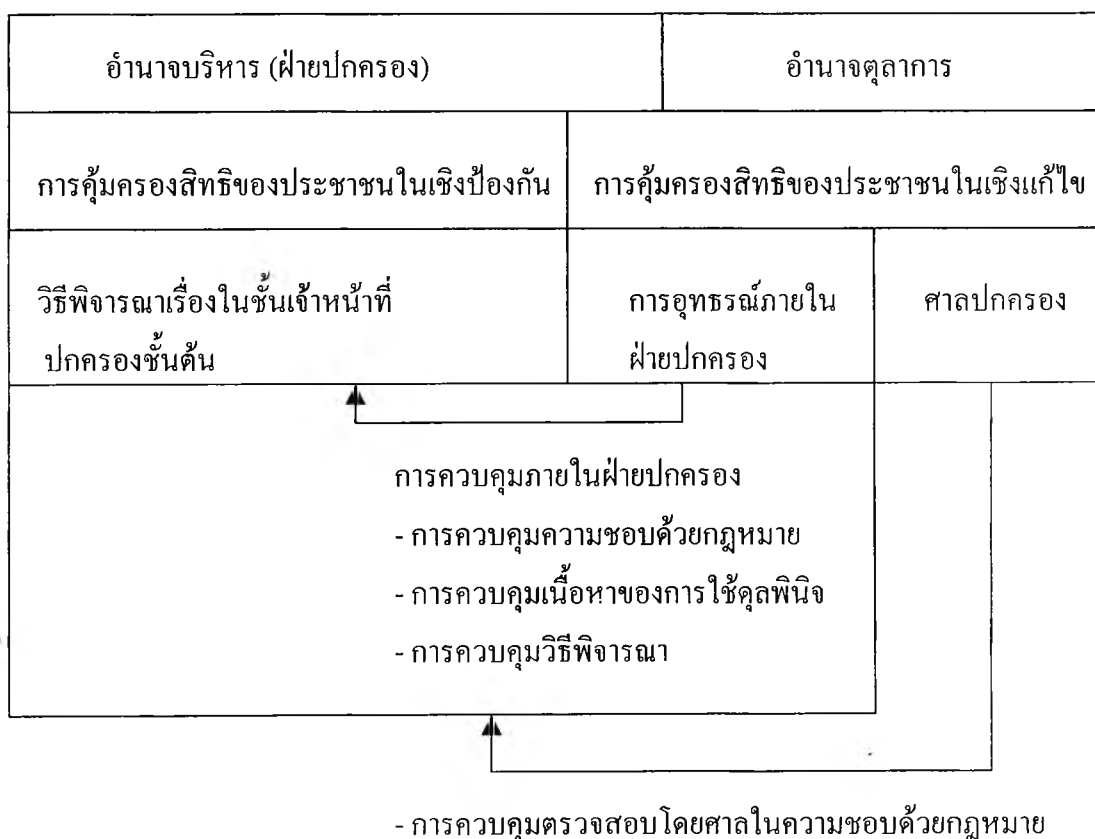 อำนาจบริหาร (ฝ่ายปกครอง)
อำนาจตุลาการ
การคุ้มครองสิทธิของประชาชนในเชิงป้องกัน
การคุ้มครองสิทธิของประชาชนในเชิงแก้ไข
วิธีพิจารณาเรื่องในชั้นเจ้าหน้าที่
ปกครองชั้นต้น
การอุทธรณ์ภายใน
ฝ่ายปกครอง
ศาลปกครอง
การควบคุมภายในฝ่ายปกครอง
- การควบคุมความชอบด้วยกฎหมาย
- การควบคุมเนื้อหาของการใช้ดุลพินิจ
- การควบคุมวิธีพิจารณา
- การควบคุมตรวจสอบโดยศาลในความชอบด้วยกฎหมาย